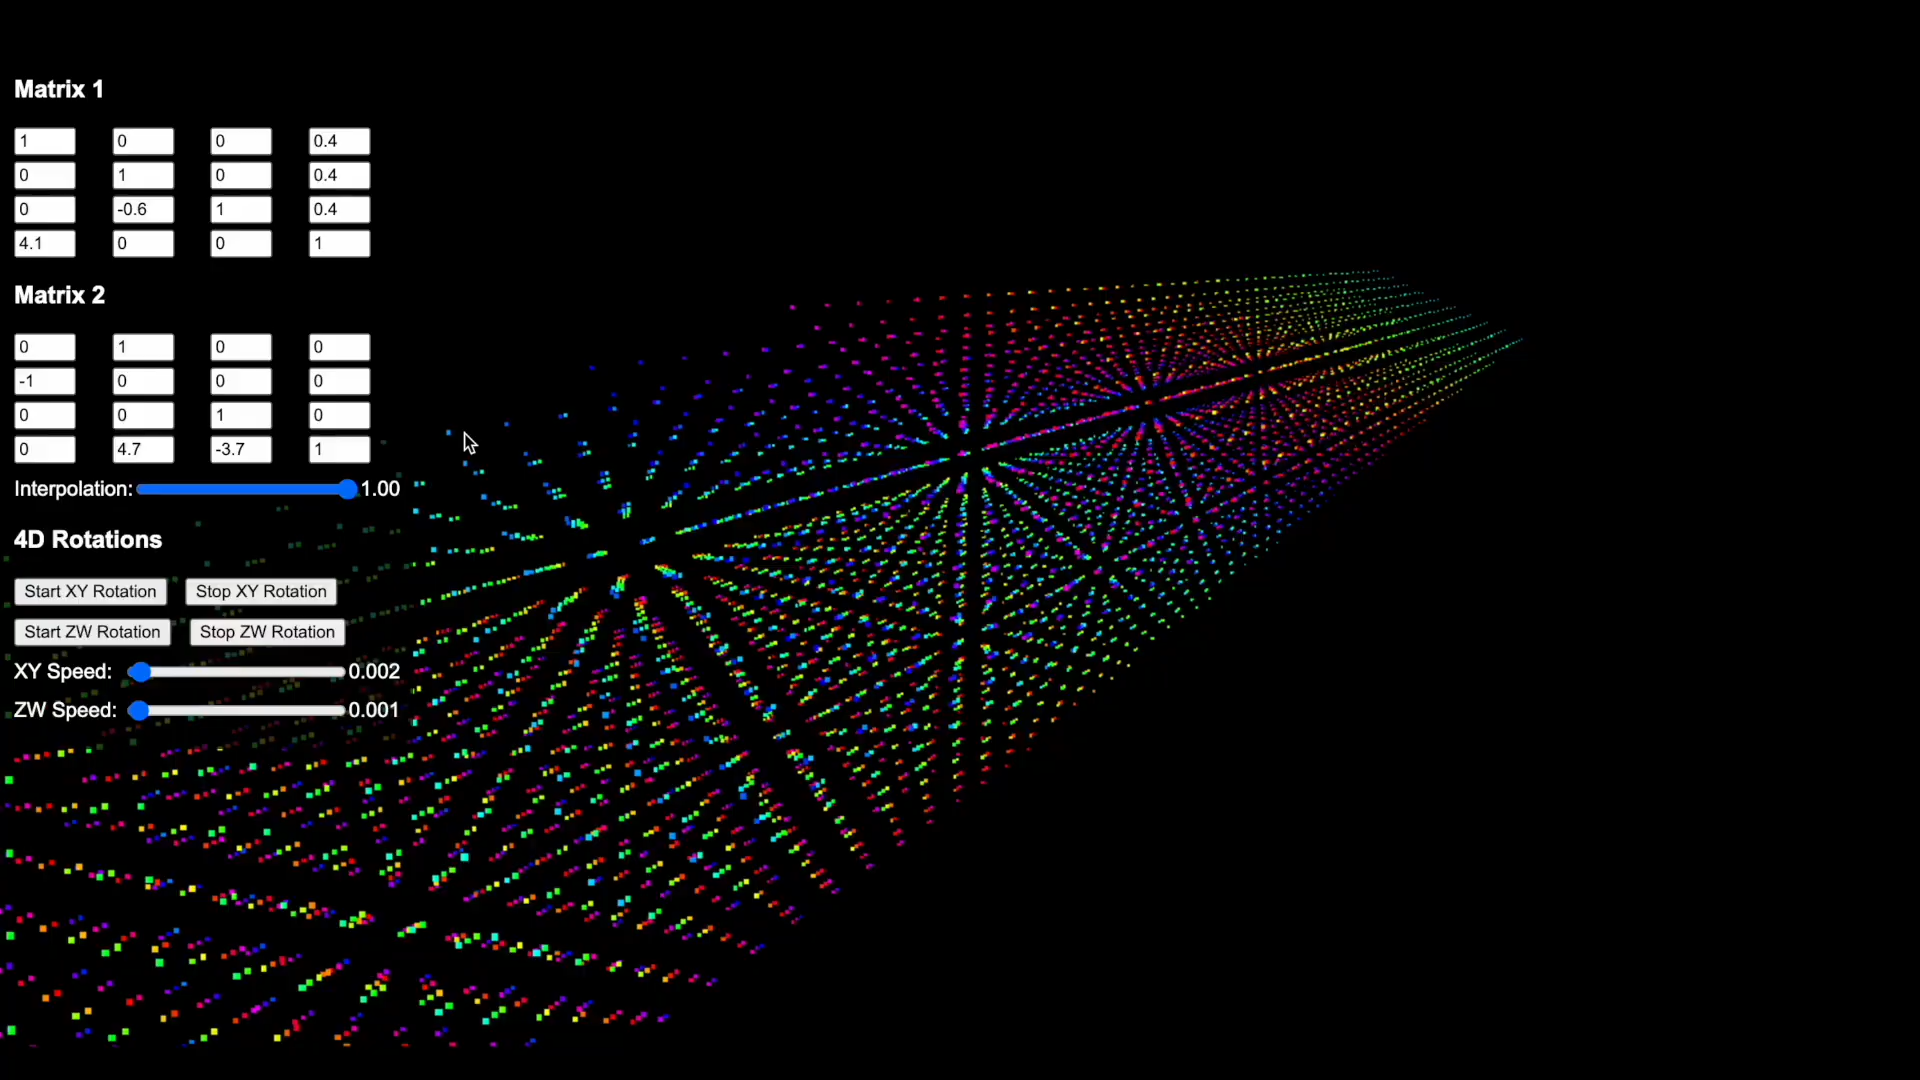 Matrix 1
1 0 0 0.4
0 1 0 0.4
0 -0.6 1 0.4
4.1 0 0 1
Matrix 2
0 1 0 0
-1 0 0 0
0 0 1 0
0 4.7 -3.7 1
Interpolation: 1.00
4D Rotations
Start XY Rotation Stop XY Rotation
Start ZW Rotation Stop ZW Rotation
XY Speed: 0.002
ZW Speed: 0.001